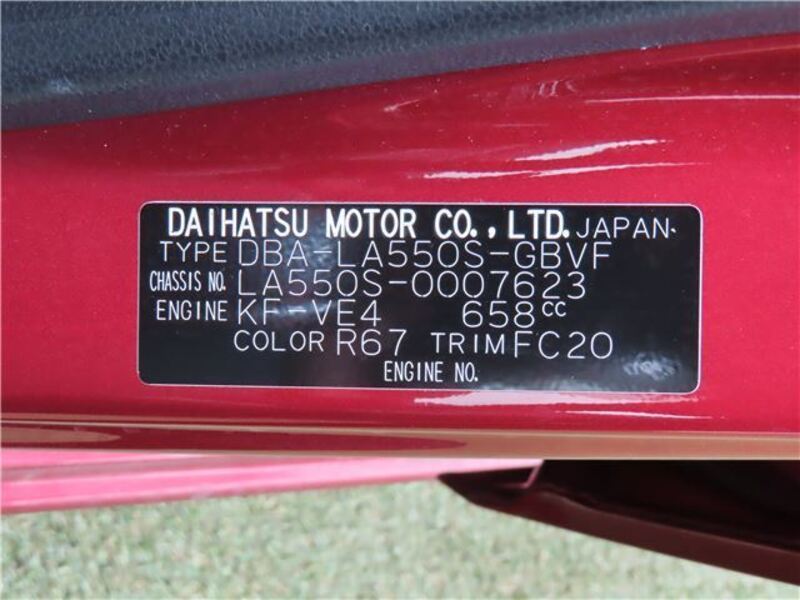 DAIHATSU MOTOR CO., LTD. JAPAN.
TYPE DBA-LA550S-GBVF
CHASSIS NO. LA550S-0007623
ENGINE KF-VE4 658cc
COLOR R67 TRIM FC20
ENGINE NO.